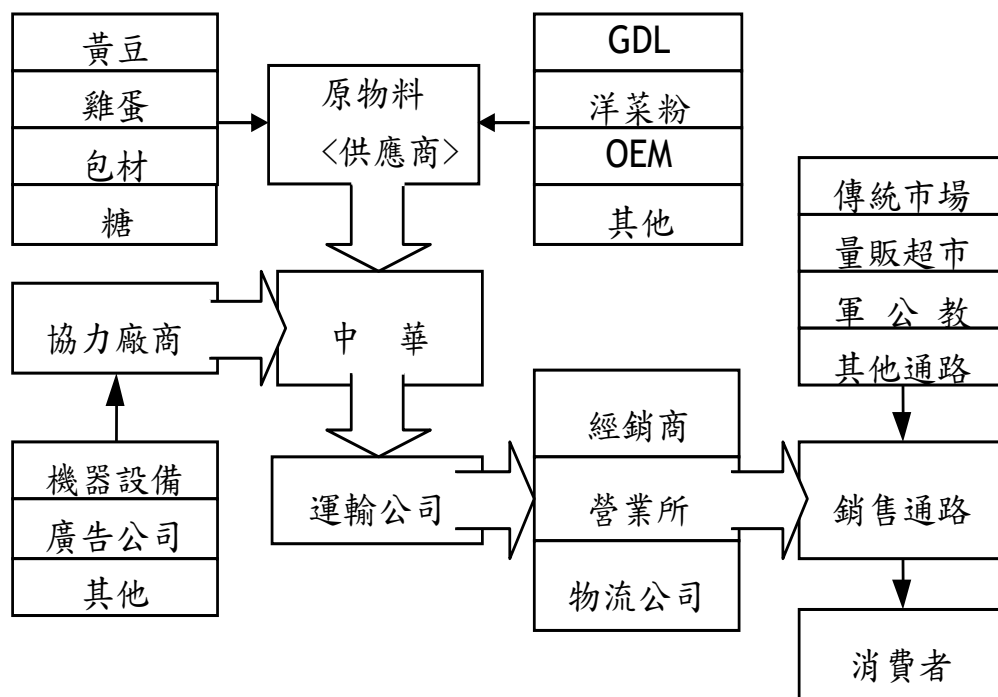 黃豆
雞蛋
包材
糖
原物料
<供應商>
GDL
洋菜粉
OEM
其他
傳統市場
量販超市
軍 公 教
其他通路
協力廠商
中 華
機器設備
廣告公司
其他
運輸公司
經銷商
營業所
物流公司
銷售通路
消費者